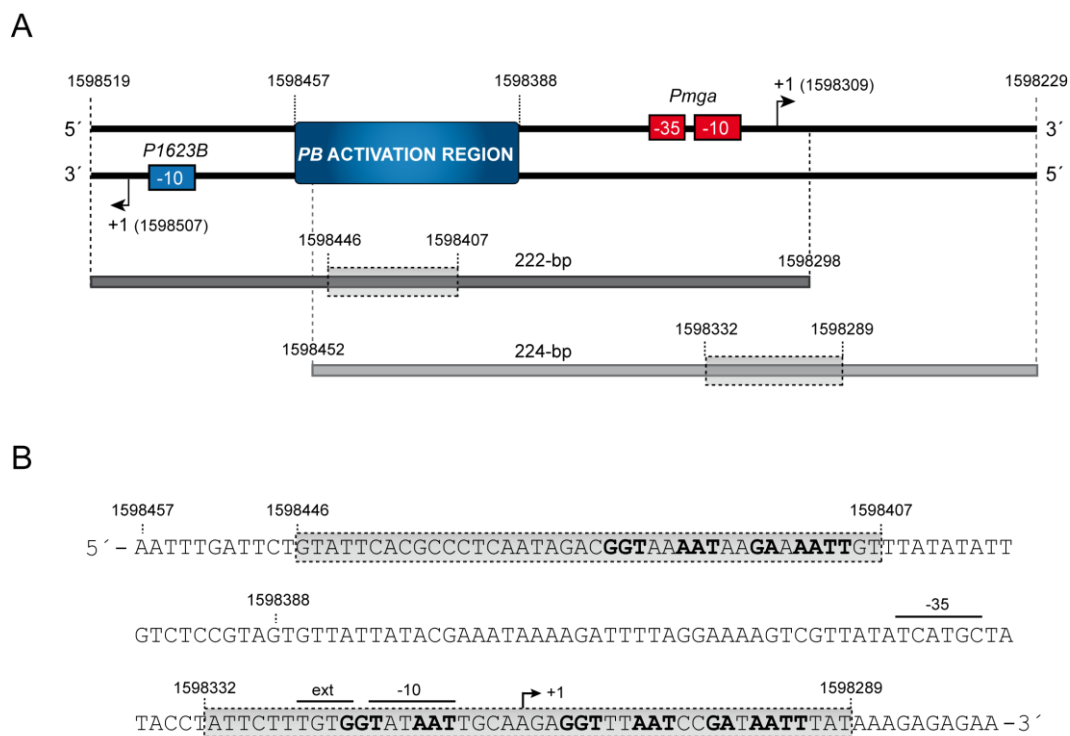 A
1598519 1598457 1598388 +1 (1598309) 1598229
Pmga
5´ -35 -10 3´
P1623B PB ACTIVATION REGION
3´ -10 5´
+1 (1598507)
1598446 1598407
222-bp 1598298
1598332 1598289
1598452 224-bp
B
1598457 1598446 1598407
5´ – AATTTGATTCTGTATTCACGCCCTCAATAGACGGTAAAATAAGAAAATTGTTTATATATT
1598388 -35
GTCTCCGTAGTGTTATTATACGAAATAAAAGATTTTAGGAAAAGTCGTTATATCATGCTA
1598332 ext -10 +1 1598289
TACCTATTCTTTGTGGTATAATTGCAAGAGGTTTAATCCGATAATTTATAAAGAGAGAA –3´